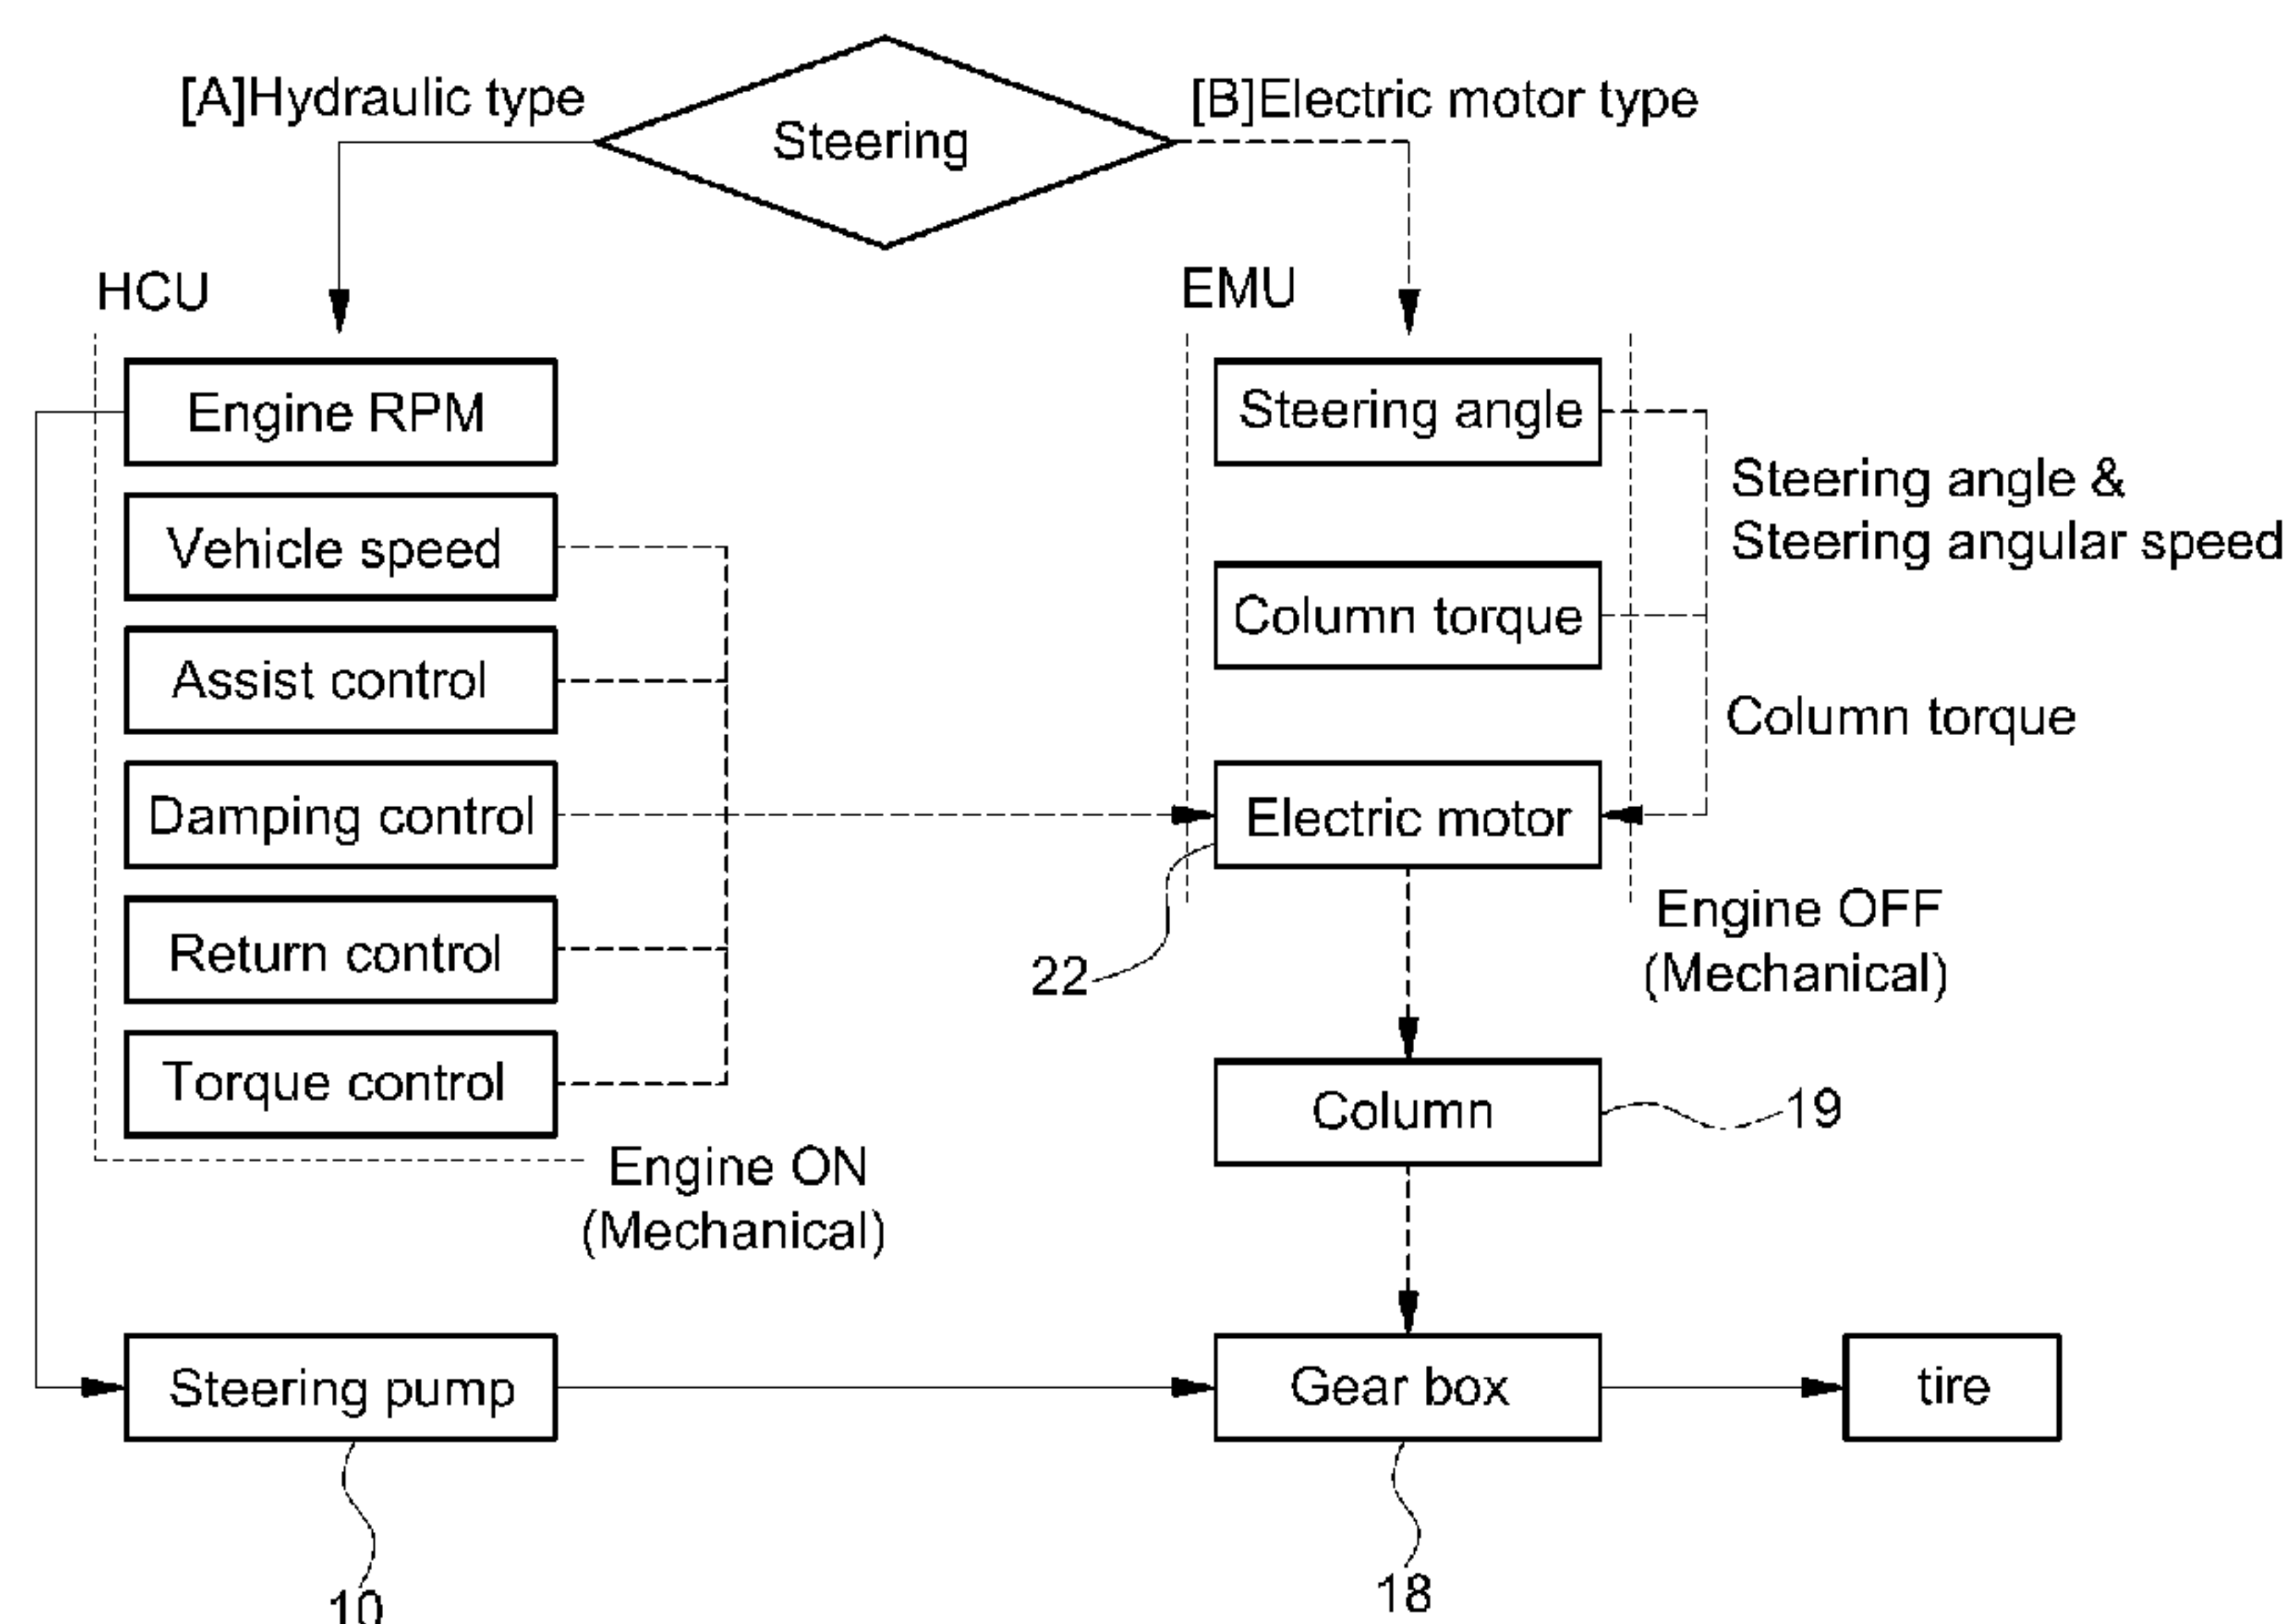 [A]Hydraulic type
Steering
[B]Electric motor type
HCU
EMU
Engine RPM
Vehicle speed
Assist control
Damping control
Return control
Torque control
Engine ON
(Mechanical)
Steering angle
Column torque
Electric motor
Steering angle &
Steering angular speed
Column torque
Engine OFF
(Mechanical)
22
Column
19
Steering pump
Gear box
tire
10
18